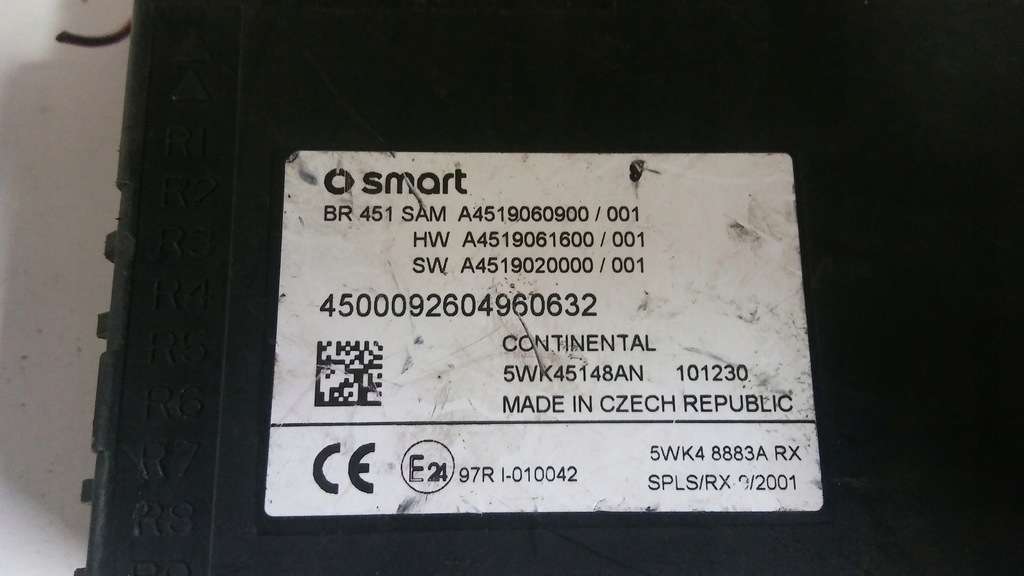 R1
R2
R3
R4
R5
R6
R7
R8
smart
BR 451 SAM A4519060900 / 001
HW A4519061600 / 001
SW A4519020000 / 001
4500092604960632
CONTINENTAL
5WK45148AN 101230
MADE IN CZECH REPUBLIC
CE E24 97R I-010042
5WK4 8883A RX
SPLS/RX /2001